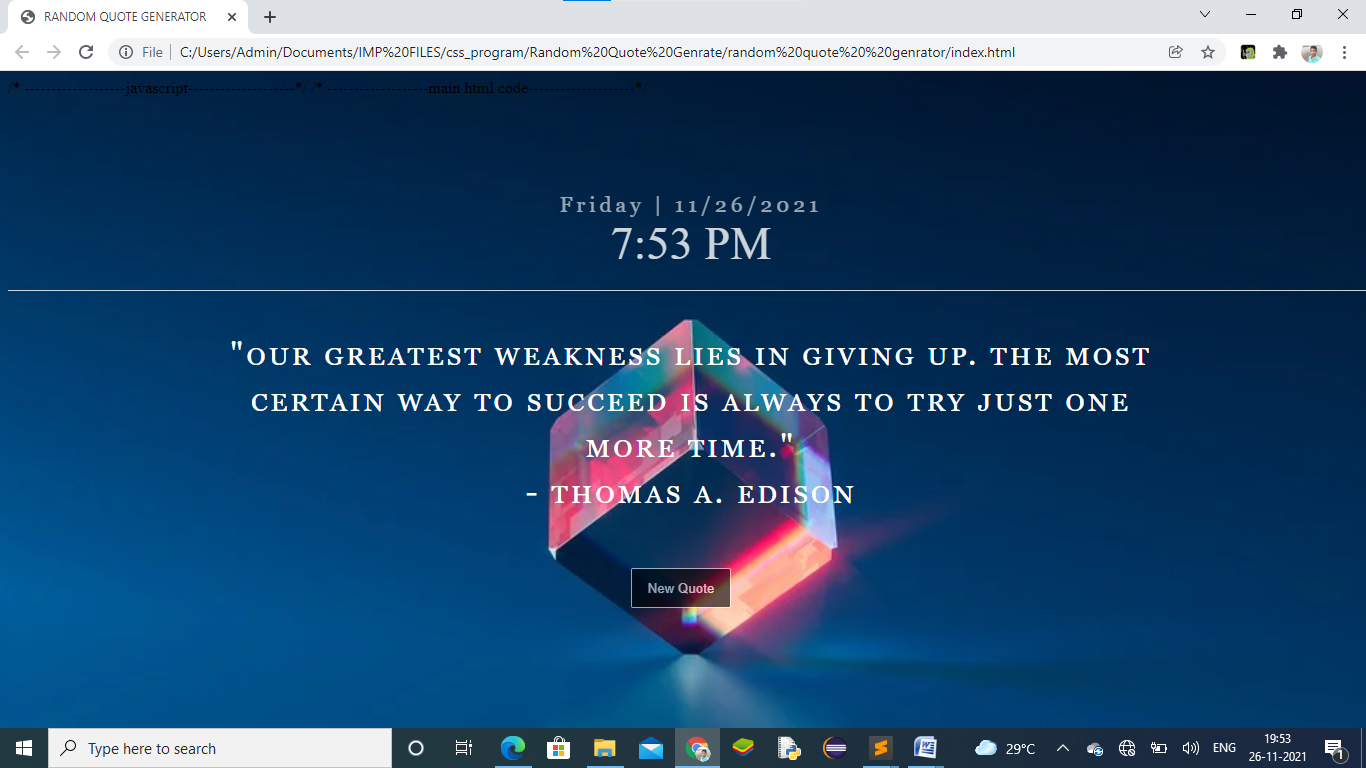 RANDOM QUOTE GENERATOR
File
C:/Users/Admin/Documents/IMP%20FILES/css_program/Random%20Quote%20Genrate/random%20quote%20%20genrator/index.html
/* -------------------javascript--------------------*/ /* -------------------main html code--------------------*/
Friday | 11/26/2021
7:53 PM
"OUR GREATEST WEAKNESS LIES IN GIVING UP. THE MOST
CERTAIN WAY TO SUCCEED IS ALWAYS TO TRY JUST ONE
MORE TIME."
- THOMAS A. EDISON
New Quote
Type here to search
29°C
ENG
19:53
26-11-2021
1